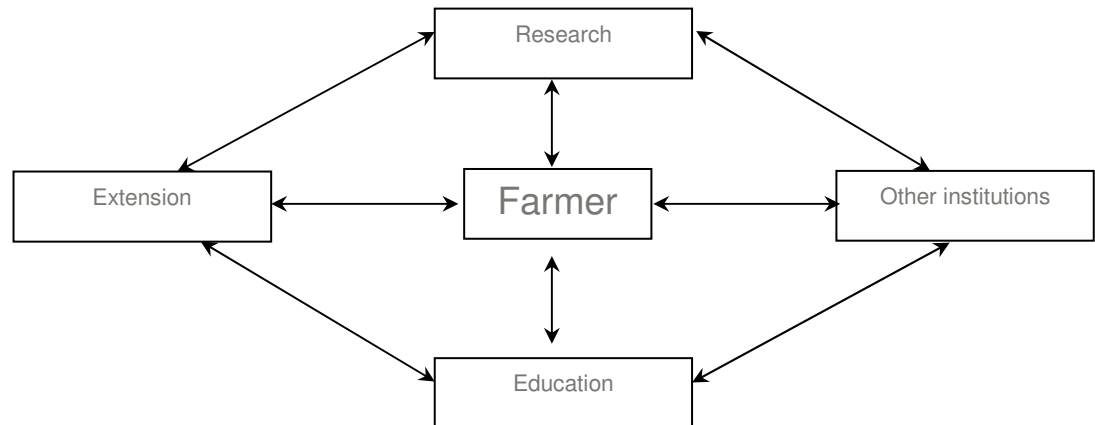 Research
Extension
Farmer
Other institutions
Education